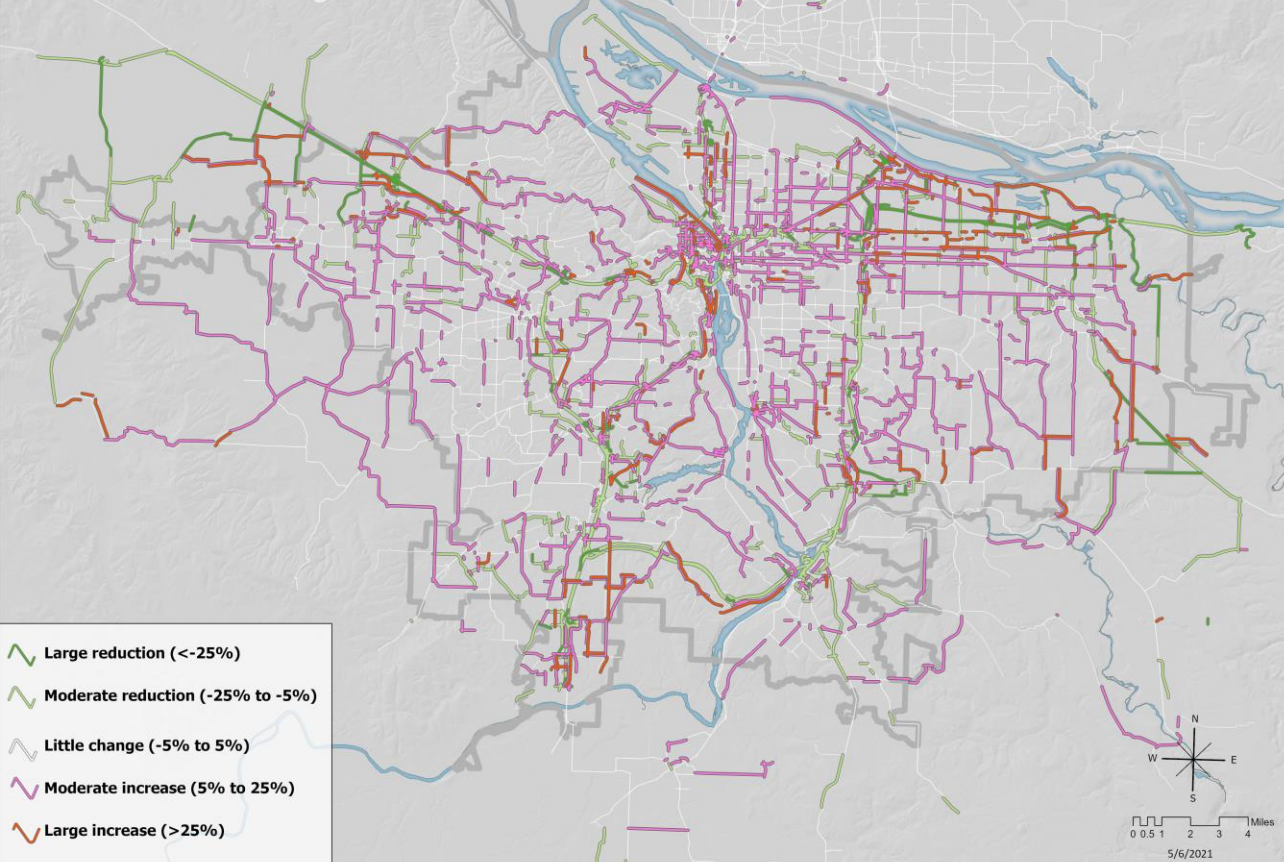 Large reduction (<-25%)
Moderate reduction (-25% to -5%)
Little change (-5% to 5%)
Moderate increase (5% to 25%)
Large increase (>25%)
N
W E
S
Miles
0 0.5 1 2 3 4
5/6/2021